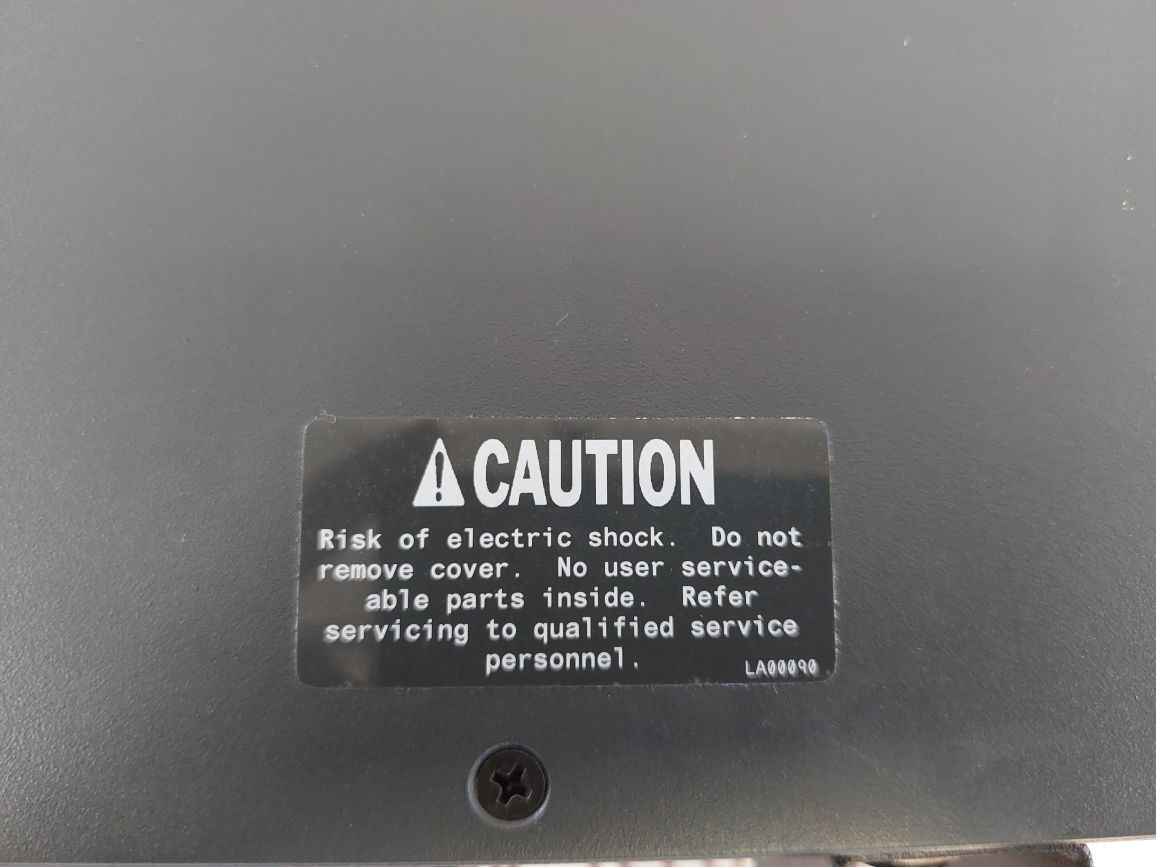 CAUTION
Risk of electric shock. Do not
remove cover. No user service-
able parts inside. Refer
servicing to qualified service
personnel.
LA00090